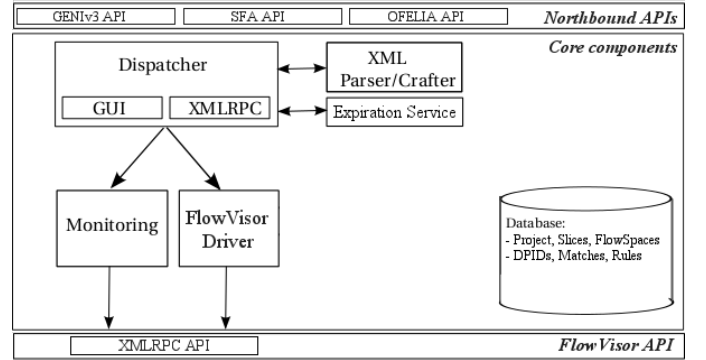 GENIv3 API
SFA API
OFELIA API
Northbound APIs
Core components
Dispatcher
GUI
XMLRPC
XML
Parser/Crafter
Expiration Service
Monitoring
FlowVisor
Driver
Database:
- Project, Slices, FlowSpaces
- DPIDs, Matches, Rules
XMLRPC API
FlowVisor API